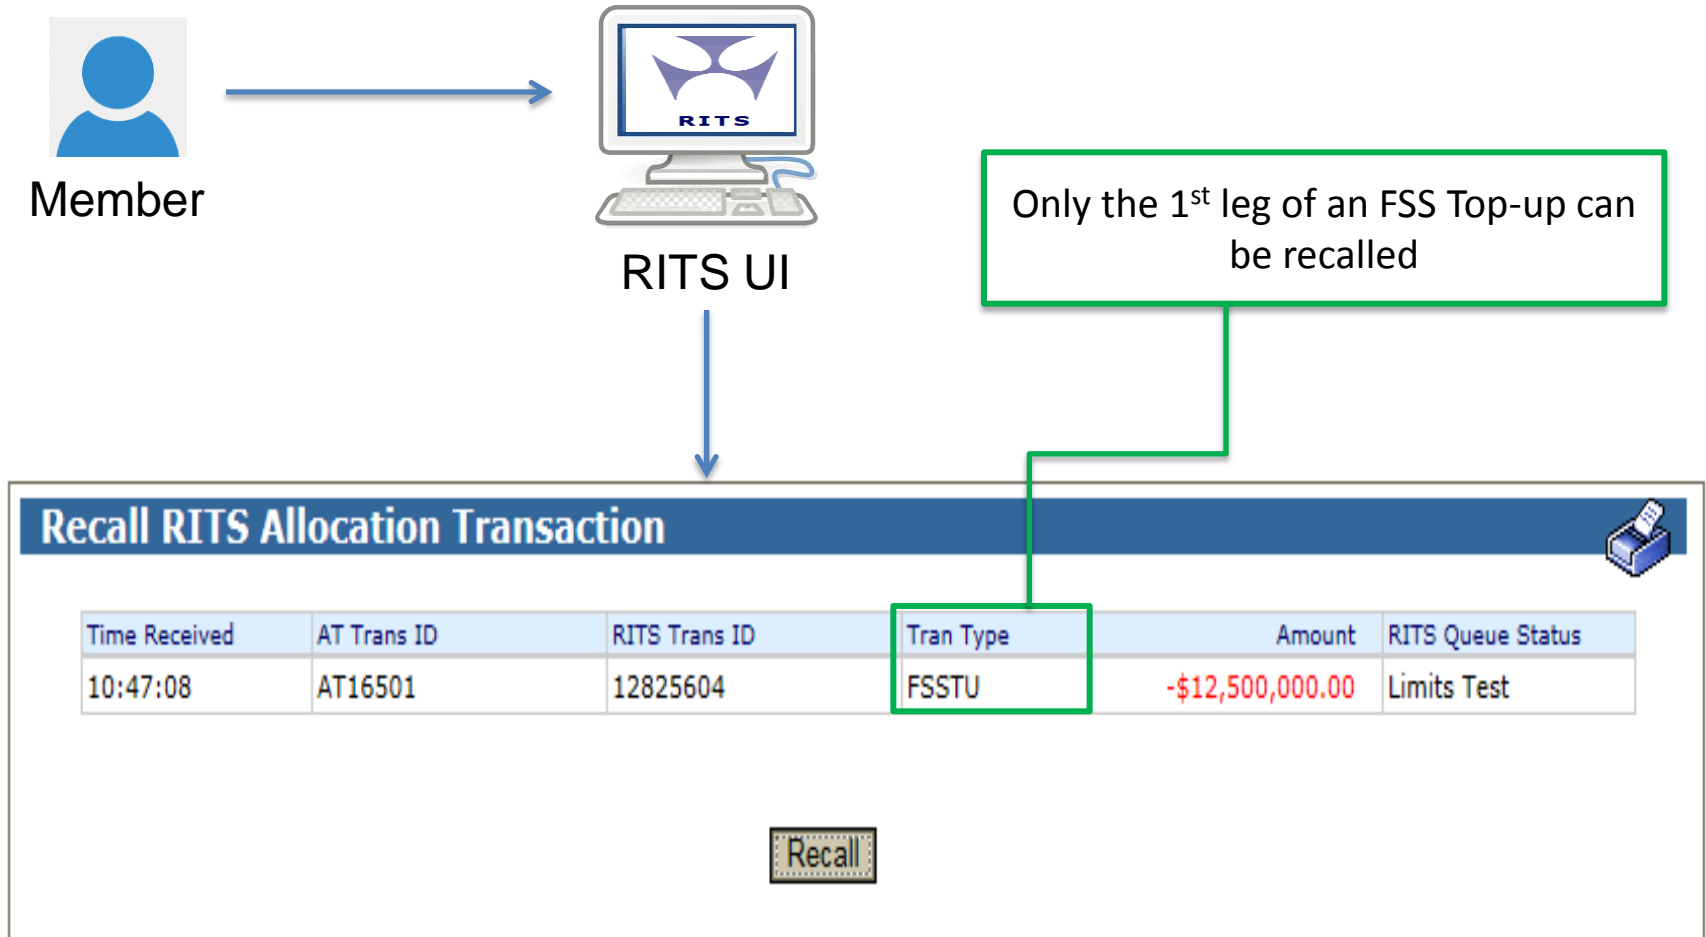 RITS
Member
RITS UI
Only the 1st leg of an FSS Top-up can
be recalled
Recall RITS Allocation Transaction
Time Received AT Trans ID RITS Trans ID Tran Type Amount RITS Queue Status
10:47:08 AT16501 12825604 FSSTU -$12,500,000.00 Limits Test
Recall